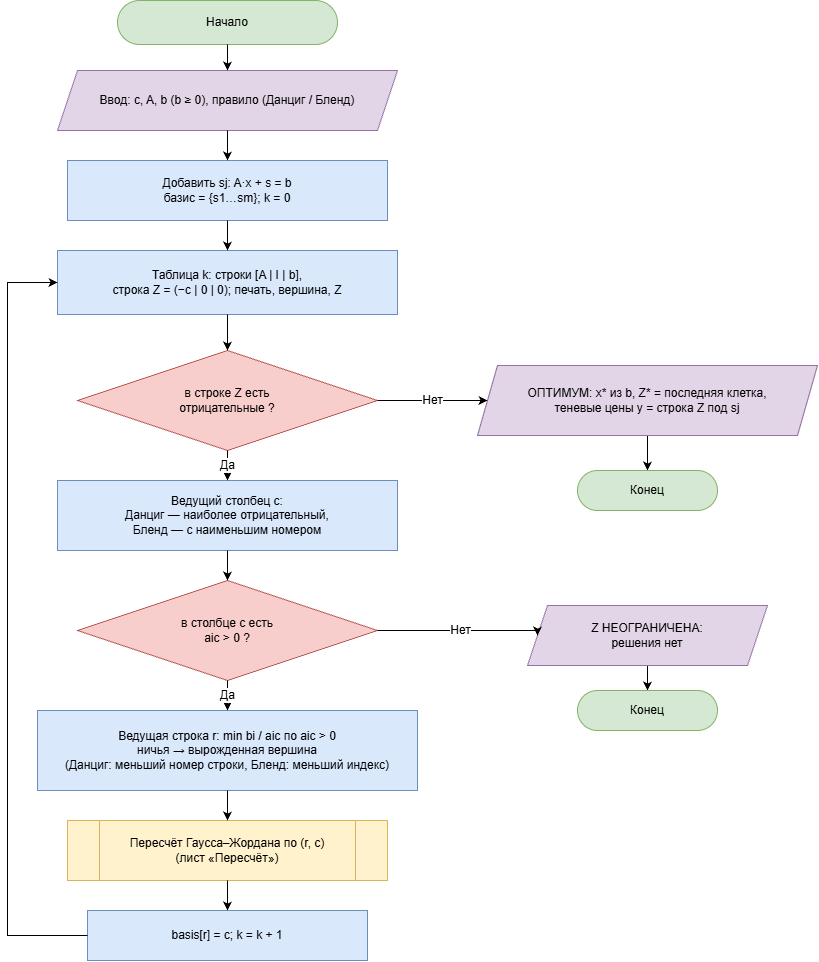 Начало
Ввод: c, A, b (b ≥ 0), правило (Данциг / Бленд)
Добавить sj: A·x + s = b
базис = {s1…sm}; k = 0
Таблица k: строки [A | I | b],
строка Z = (−c | 0 | 0); печать, вершина, Z
в строке Z есть
отрицательные ?
Нет
ОПТИМУМ: x* из b, Z* = последняя клетка,
теневые цены y = строка Z под sj
Конец
Да
Ведущий столбец c:
Данциг — наиболее отрицательный,
Бленд — с наименьшим номером
в столбце c есть
aic > 0 ?
Нет
Z НЕОГРАНИЧЕНА:
решения нет
Конец
Да
Ведущая строка r: min bi / aic по aic > 0
ничья → вырожденная вершина
(Данциг: меньший номер строки, Бленд: меньший индекс)
Пересчёт Гаусса–Жордана по (r, c)
(лист «Пересчёт»)
basis[r] = c; k = k + 1